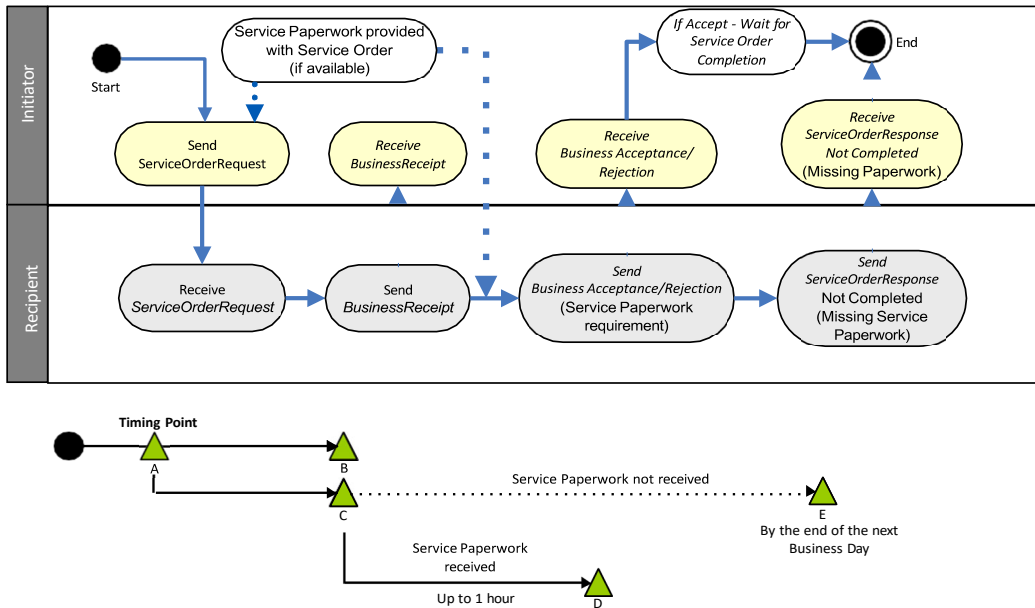 Initiator
Start
Service Paperwork provided
with Service Order
(if available)
If Accept - Wait for
Service Order
Completion
End
Send
ServiceOrderRequest
Receive
BusinessReceipt
Receive
Business Acceptance/
Rejection
Receive
ServiceOrderResponse
Not Completed
(Missing Paperwork)
Recipient
Receive
ServiceOrderRequest
Send
BusinessReceipt
Send
Business Acceptance/Rejection
(Service Paperwork
requirement)
Send
ServiceOrderResponse
Not Completed
(Missing Service
Paperwork)
Timing Point
A
B
C
Service Paperwork not received
E
By the end of the next
Business Day
Service Paperwork
received
Up to 1 hour
D